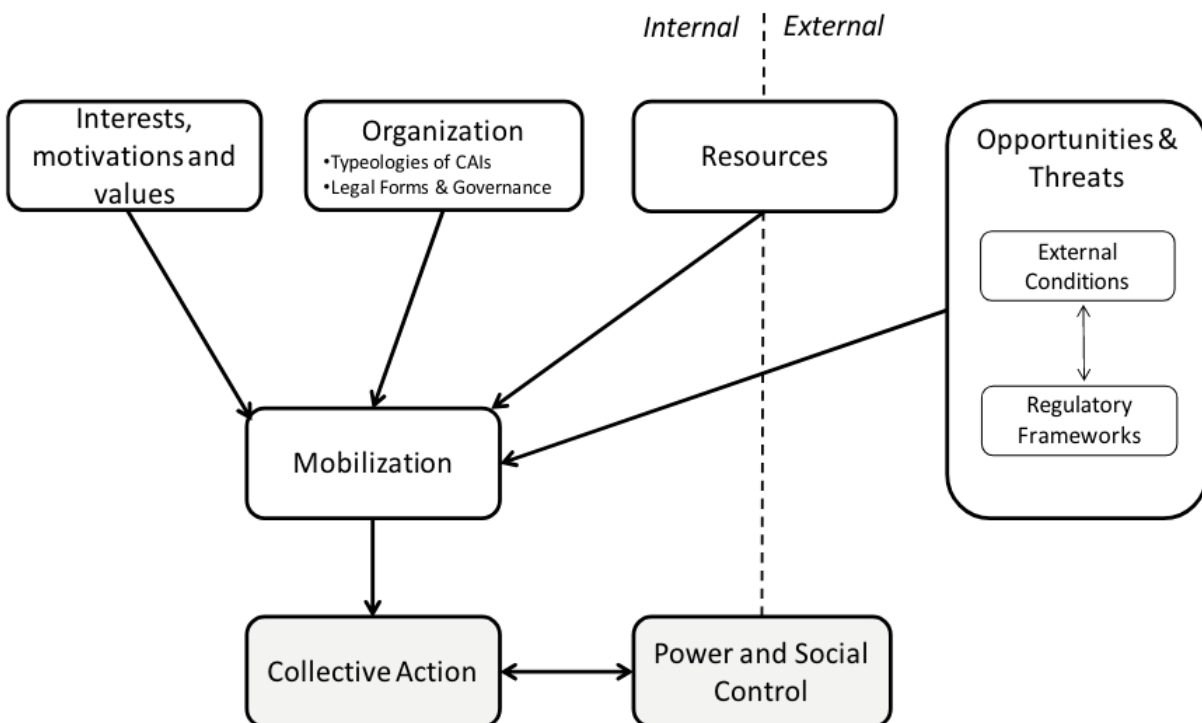 Internal
External
Interests,
motivations and
values
Organization
•Typeologies of CAIs
•Legal Forms & Governance
Resources
Opportunities &
Threats
External
Conditions
Regulatory
Frameworks
Mobilization
Collective Action
Power and Social
Control